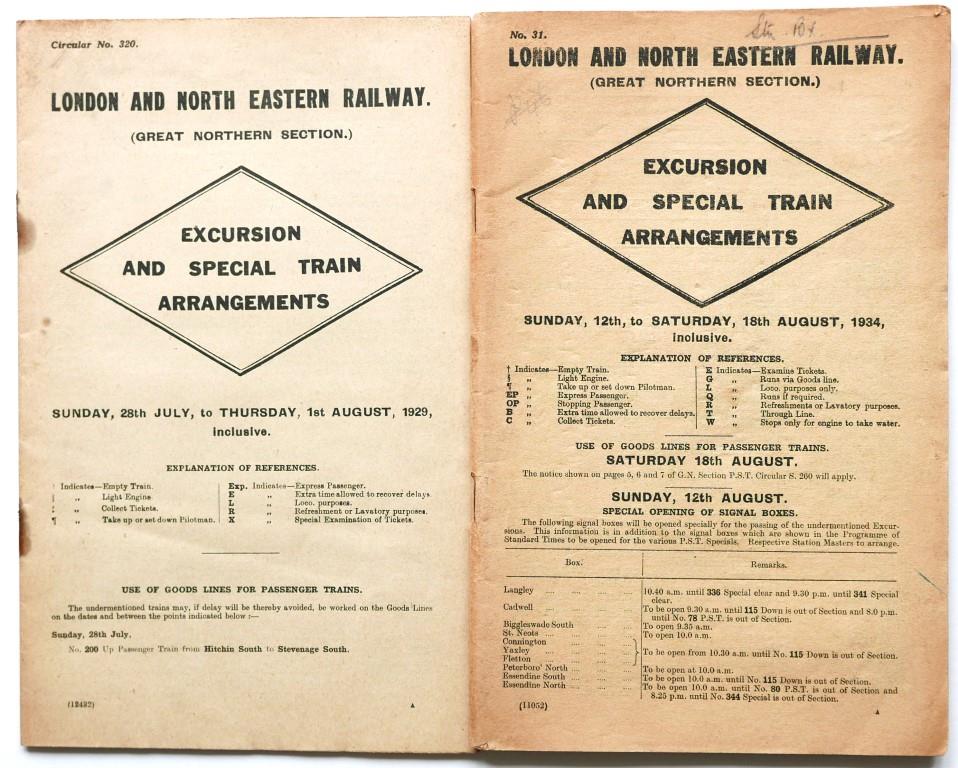 Circular No. 320.
LONDON AND NORTH EASTERN RAILWAY.
(GREAT NORTHERN SECTION.)
EXCURSION
AND SPECIAL TRAIN
ARRANGEMENTS
SUNDAY, 28th JULY, to THURSDAY, 1st AUGUST, 1929,
inclusive.
EXPLANATION OF REFERENCES.
Indicates—Empty Train.
„ Light Engine
„ Collect Tickets.
¶ „ Take up or set down Pilotman.
Exp. Indicates—Express Passenger.
E „ Extra time allowed to recover delays.
L „ Loco. purposes.
R „ Refreshment or Lavatory purposes.
X „ Special Examination of Tickets.
USE OF GOODS LINES FOR PASSENGER TRAINS.
The undermentioned trains may, if delay will be thereby avoided, be worked on the Goods Lines
on the dates and between the points indicated below :—
Sunday, 28th July.
No. 200 Up Passenger Train from Hitchin South to Stevenage South.
(12432)
▲
No. 31.
LONDON AND NORTH EASTERN RAILWAY.
(GREAT NORTHERN SECTION.)
EXCURSION
AND SPECIAL TRAIN
ARRANGEMENTS
SUNDAY, 12th, to SATURDAY, 18th AUGUST, 1934,
inclusive.
EXPLANATION OF REFERENCES.
† Indicates—Empty Train.
§ „ Light Engine.
¶ „ Take up or set down Pilotman.
EP „ Express Passenger.
OP „ Stopping Passenger.
B „ Extra time allowed to recover delays.
C „ Collect Tickets.
E Indicates—Examine Tickets.
G „ Runs via Goods line.
L „ Loco. purposes only.
Q „ Runs if required.
R „ Refreshments or Lavatory purposes.
T „ Through Line.
W „ Stops only for engine to take water.
USE OF GOODS LINES FOR PASSENGER TRAINS.
SATURDAY 18th AUGUST.
The notice shown on pages 5, 6 and 7 of G.N. Section P.S.T. Circular S. 260 will apply.
SUNDAY, 12th AUGUST.
SPECIAL OPENING OF SIGNAL BOXES.
The following signal boxes will be opened specially for the passing of the undermentioned Excur-
sions. This information is in addition to the signal boxes which are shown in the Programme of
Standard Times to be opened for the various P.S.T. Specials. Respective Station Masters to arrange.
Box. Remarks.
Langley .... .... .... 10.40 a.m. until 336 Special clear and 9.30 p.m. until 341 Special
clear.
Cadwell .... .... .... To be open 9.30 a.m. until 115 Down is out of Section and 8.0 p.m.
until No. 78 P.S.T. is out of Section.
Biggleswade South .... .... To open 9.35 a.m.
St. Neots .... .... .... To open 10.0 a.m.
Connington .... ....
Yaxley .... .... .... To be open from 10.30 a.m. until No. 115 Down is out of Section.
Fletton .... .... ....
Peterboro' North .... .... To be open at 10.0 a.m.
Essendine South .... .... To be open 10.0 a.m. until No. 115 Down is out of Section.
Essendine North .... .... To be open 10.0 a.m. until No. 80 P.S.T. is out of Section and
8.25 p.m. until No. 344 Special is out of Section.
(11052)
▲